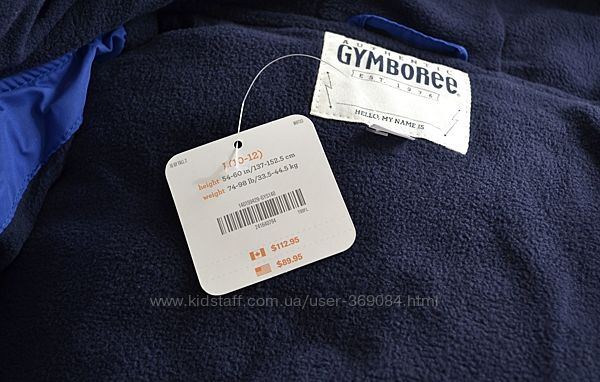 AUTHENTIC
GYMBOREE
EST. 1976
HELLO, MY NAME IS
L(10-12)
height 54-60 in/137-152.5 cm
weight 74-98 lb/33.5-44.5 kg
241640704
$112.95
$89.95
www.kidstaff.com.ua/user-369084.html